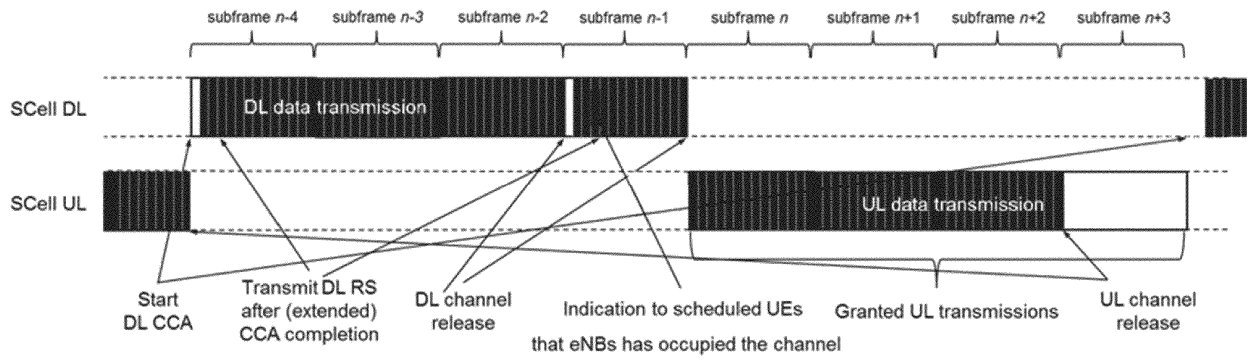 subframe n-4 subframe n-3 subframe n-2 subframe n-1 subframe n subframe n+1 subframe n+2 subframe n+3
SCell DL
DL data transmission
SCell UL
UL data transmission
Start
DL CCA
Transmit DL RS
after (extended)
CCA completion
DL channel
release
Indication to scheduled UEs
that eNBs has occupied the channel
Granted UL transmissions
UL channel
release